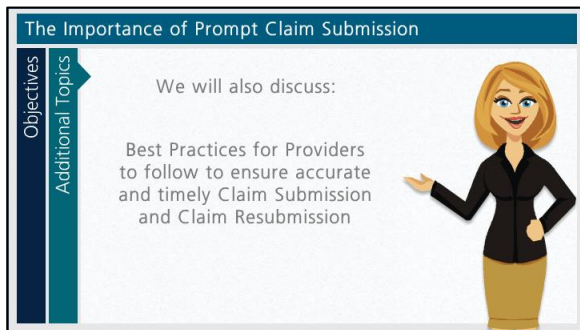 The Importance of Prompt Claim Submission
Objectives
Additional Topics
We will also discuss:
Best Practices for Providers
to follow to ensure accurate
and timely Claim Submission
and Claim Resubmission